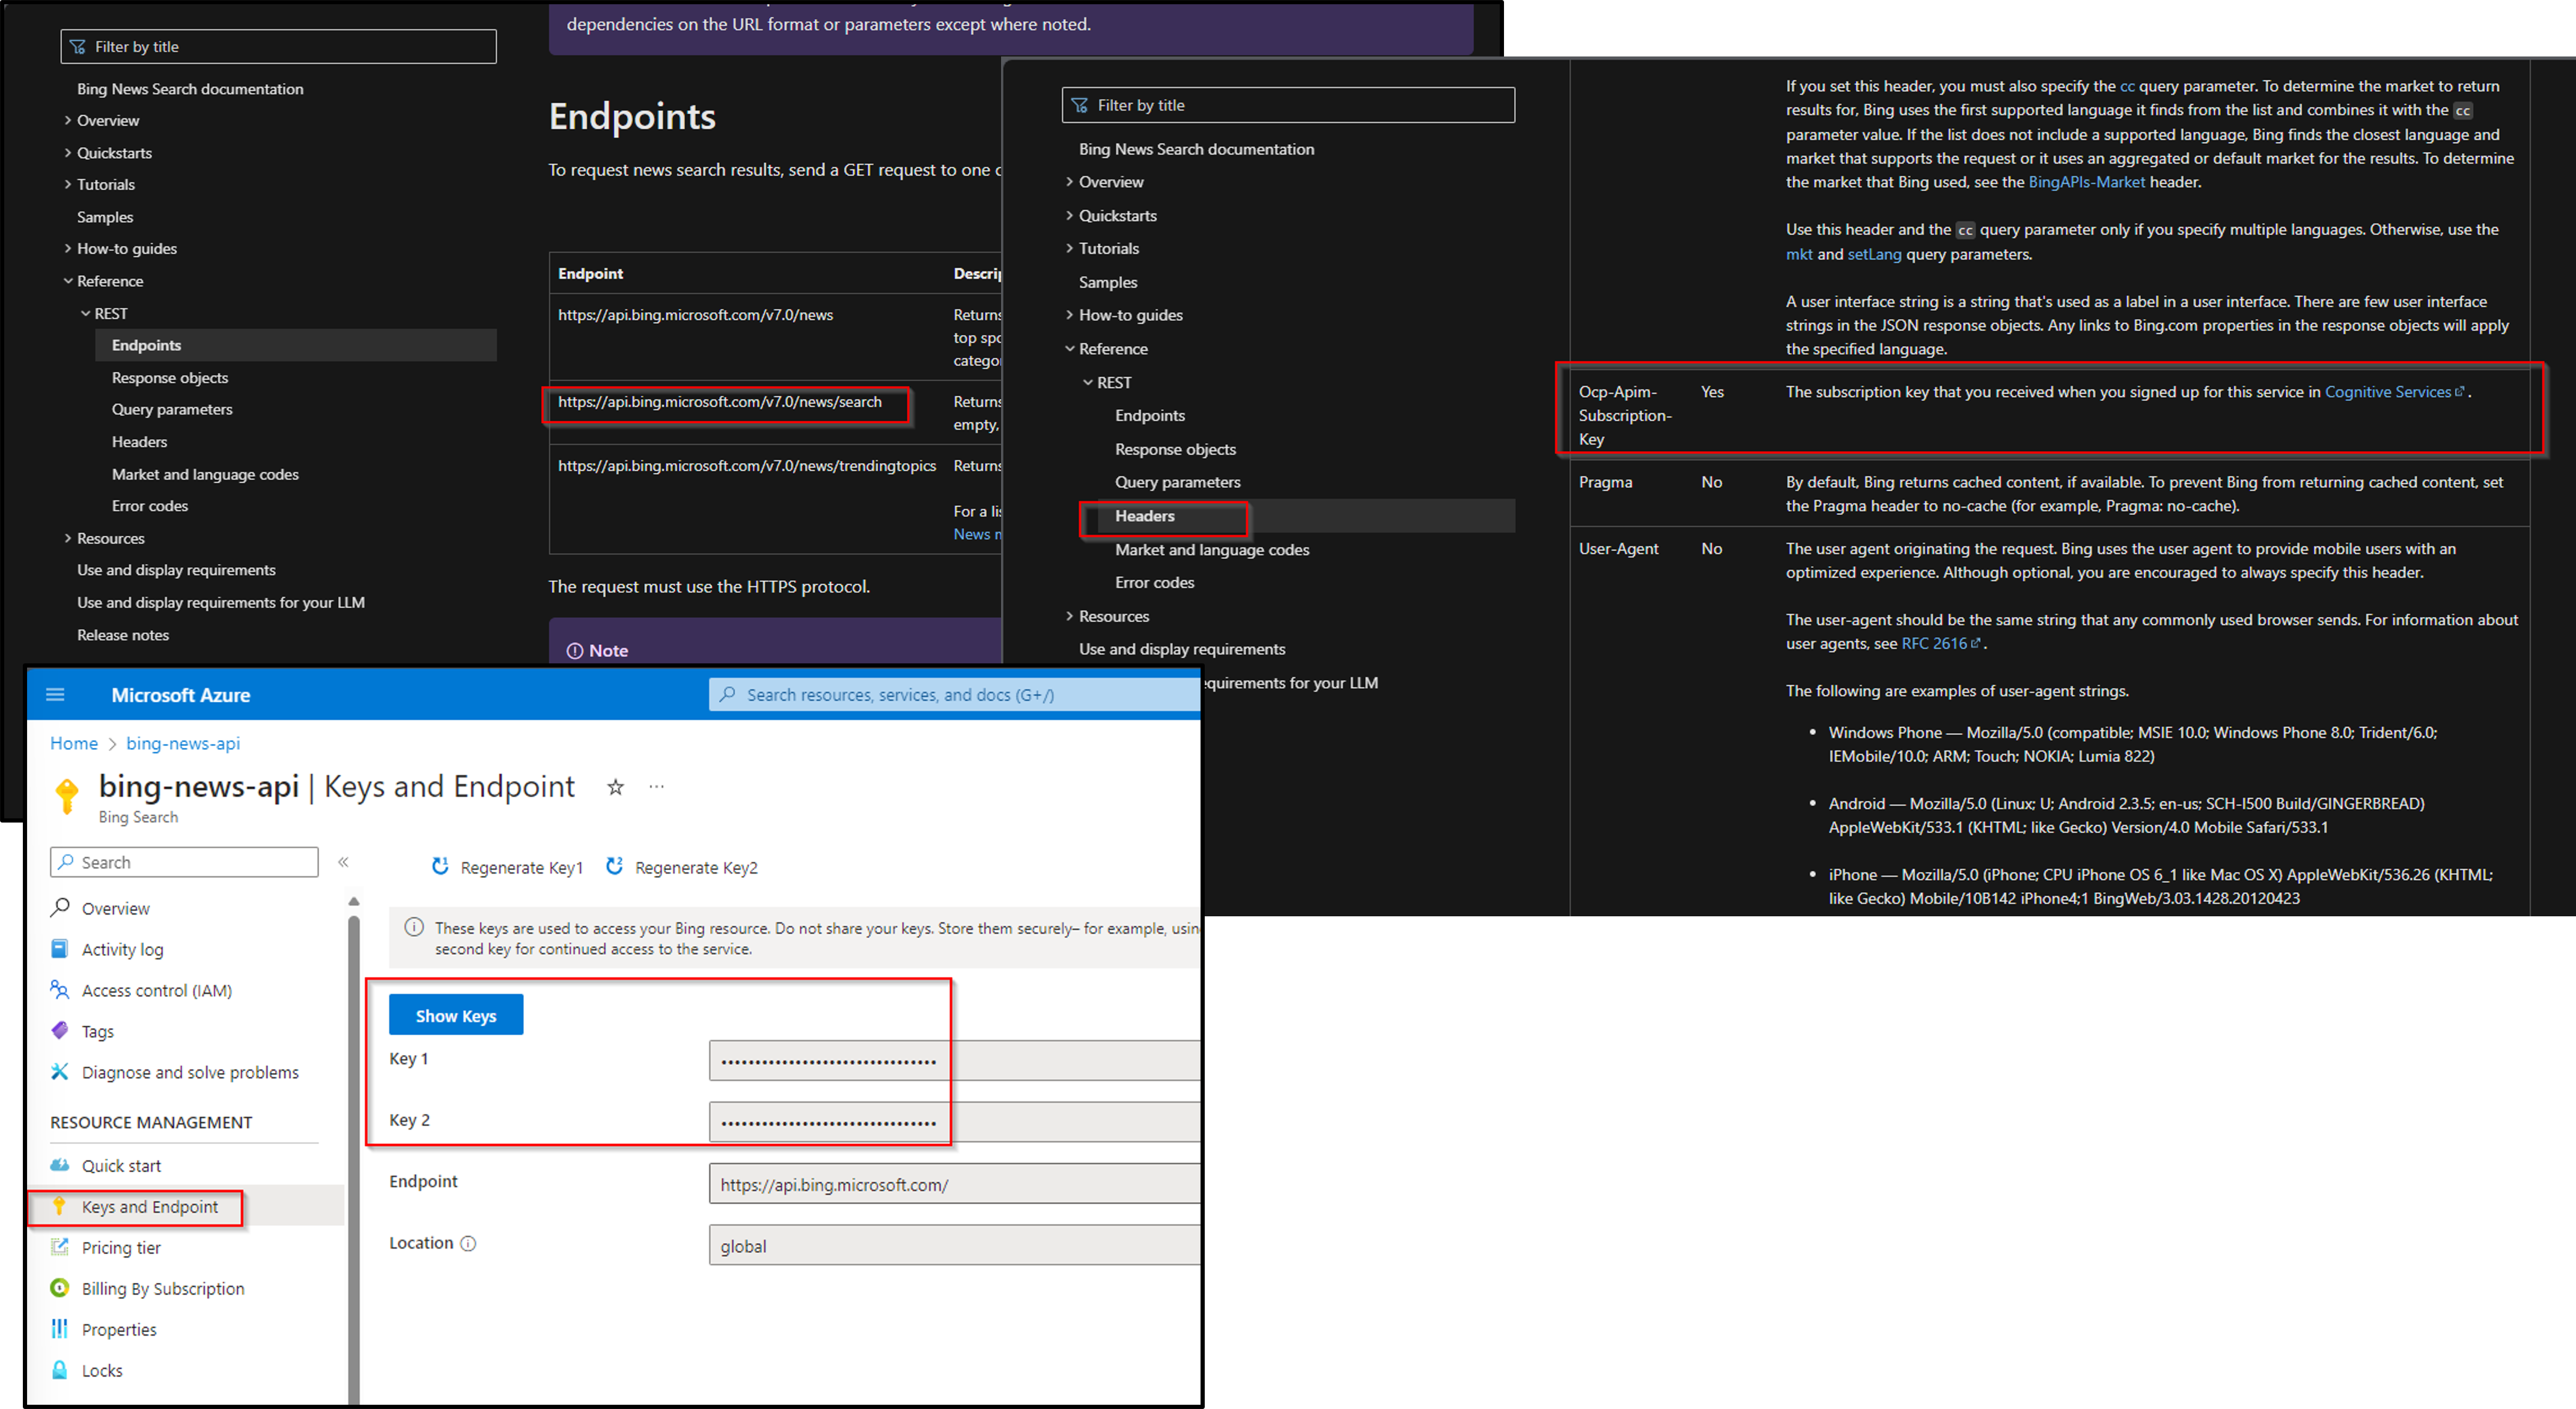 dependencies on the URL format or parameters except where noted.
Filter by title
Bing News Search documentation
Overview
Quickstarts
Tutorials
Samples
How-to guides
Reference
REST
Endpoints
Response objects
Query parameters
Headers
Market and language codes
Error codes
Resources
Use and display requirements
Use and display requirements for your LLM
Release notes
Endpoints
To request news search results, send a GET request to one
Endpoint
https://api.bing.microsoft.com/v7.0/news
Returns
top
https://api.bing.microsoft.com/v7.0/news/search
Returns
empty,
https://api.bing.microsoft.com/v7.0/news/trendingtopics
Returns
For a
News
The request must use the HTTPS protocol.
Note
Filter by title
Bing News Search documentation
Overview
Quickstarts
Tutorials
Samples
How-to guides
Reference
REST
Endpoints
Response objects
Query parameters
Headers
Market and language codes
Error codes
Resources
Use and display requirements
equirements for your LLM
If you set this header, you must also specify the cc query parameter. To determine the market to return
results for, Bing uses the first supported language it finds from the list and combines it with the cc
parameter value. If the list does not include a supported language, Bing finds the closest language and
market that supports the request or it uses an aggregated or default market for the results. To determine
the market that Bing used, see the BingAPIs-Market header.
Use this header and the cc query parameter only if you specify multiple languages. Otherwise, use the
mkt and setLang query parameters.
A user interface string is a string that's used as a label in a user interface. There are few user interface
strings in the JSON response objects. Any links to Bing.com properties in the response objects will apply
the specified language.
Ocp-Apim-
Subscription-
Key
Yes
The subscription key that you received when you signed up for this service in Cognitive Services.
Pragma
No
By default, Bing returns cached content, if available. To prevent Bing from returning cached content, set
the Pragma header to no-cache (for example, Pragma: no-cache).
User-Agent
No
The user agent originating the request. Bing uses the user agent to provide mobile users with an
optimized experience. Although optional, you are encouraged to always specify this header.
The user-agent should be the same string that any commonly used browser sends. For information about
user agents, see RFC 2616.
The following are examples of user-agent strings.
• Windows Phone — Mozilla/5.0 (compatible; MSIE 10.0; Windows Phone 8.0; Trident/6.0;
IEMobile/10.0; ARM; Touch; NOKIA; Lumia 822)
• Android — Mozilla/5.0 (Linux; U; Android 2.3.5; en-us; SCH-I500 Build/GINGERBREAD)
AppleWebKit/533.1 (KHTML; like Gecko) Version/4.0 Mobile Safari/533.1
• iPhone — Mozilla/5.0 (iPhone; CPU iPhone OS 6_1 like Mac OS X) AppleWebKit/536.26 (KHTML;
like Gecko) Mobile/10B142 iPhone4;1 BingWeb/3.03.1428.20120423
Microsoft Azure
Search resources, services, and docs (G+/)
Home > bing-news-api
bing-news-api | Keys and Endpoint
Bing Search
Search
Overview
Activity log
Access control (IAM)
Tags
Diagnose and solve problems
RESOURCE MANAGEMENT
Quick start
Keys and Endpoint
Pricing tier
Billing By Subscription
Properties
Locks
Regenerate Key1
Regenerate Key2
These keys are used to access your Bing resource. Do not share your keys. Store them securely– for example,
second key for continued access to the service.
Show Keys
Key 1
Key 2
Endpoint
https://api.bing.microsoft.com/
Location
global